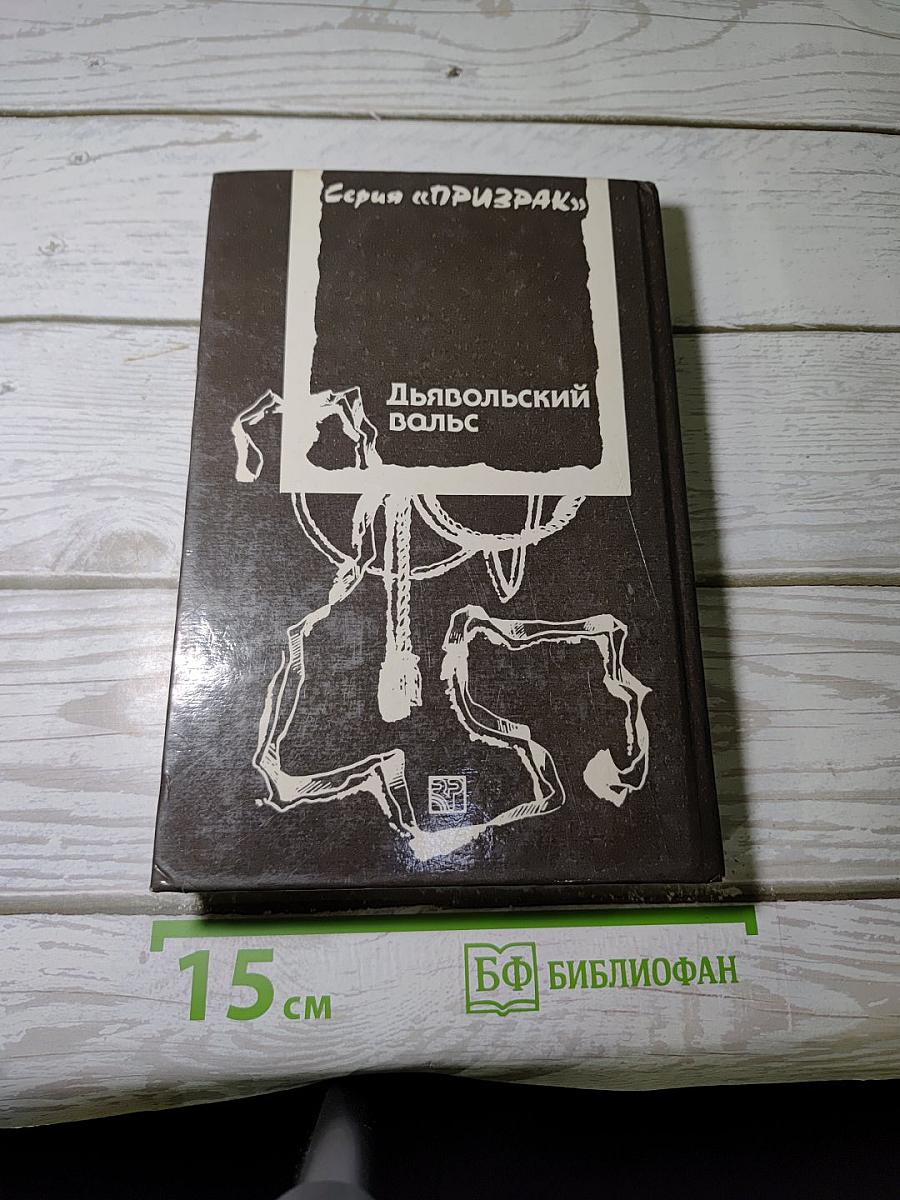 Серия «ПРИЗРАК»
Дьявольский
вальс
15 см
БФ БИБЛИОФАН